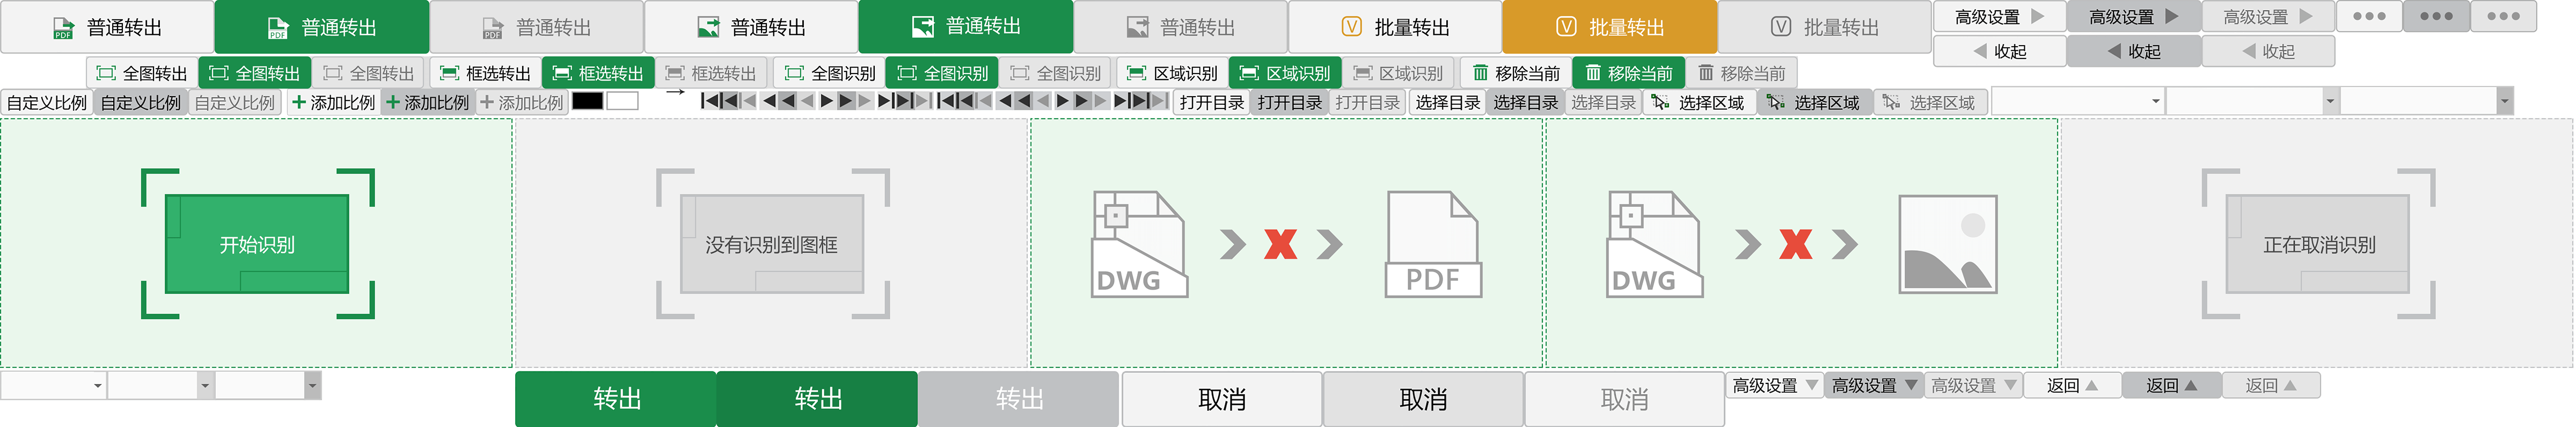 PDF 普通转出 PDF 普通转出 PDF 普通转出 普通转出 普通转出 普通转出 V 批量转出 V 批量转出 V 批量转出 高级设置 高级设置 高级设置
收起 收起 收起
全图转出 全图转出 全图转出 框选转出 框选转出 框选转出 全图识别 全图识别 全图识别 区域识别 区域识别 区域识别 移除当前 移除当前 移除当前
自定义比例 自定义比例 自定义比例 添加比例 添加比例 添加比例 打开目录 打开目录 打开目录 选择目录 选择目录 选择目录 选择区域 选择区域 选择区域
开始识别 没有识别到图框 正在取消识别
DWG PDF DWG
转出 转出 转出 取消 取消 取消 高级设置 高级设置 高级设置 返回 返回 返回